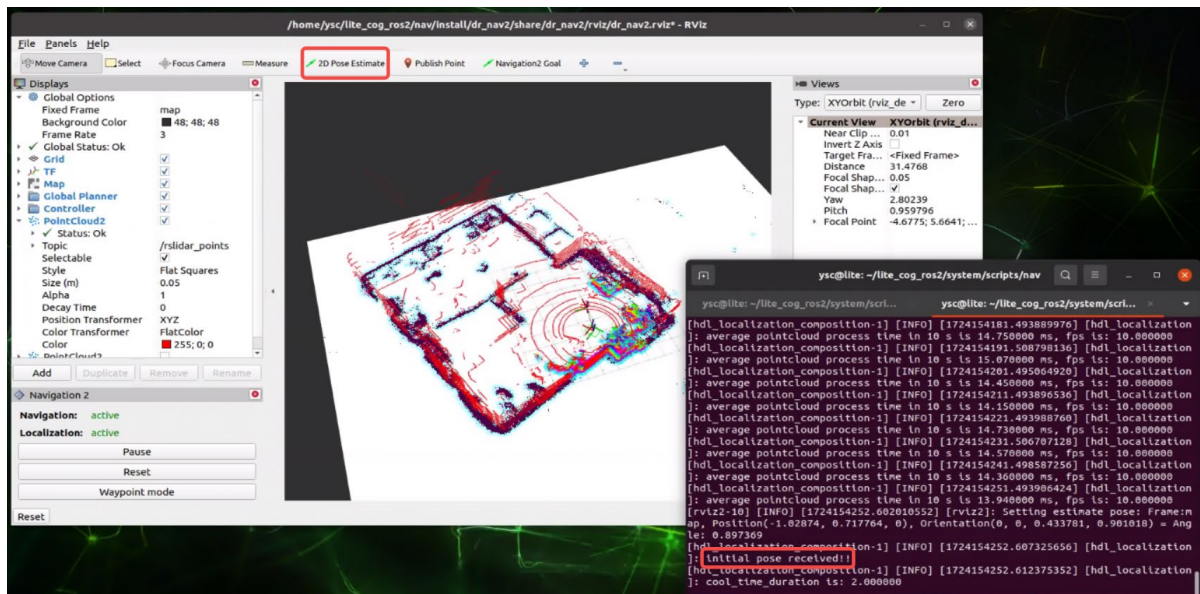 /home/ysc/lite_cog_ros2/nav/install/dr_nav2/share/dr_nav2/rviz/dr_nav2.rviz* - RViz
File Panels Help
Move Camera Select Focus Camera Measure 2D Pose Estimate Publish Point Navigation2 Goal
Displays
Global Options
Fixed Frame map
Background Color 48; 48; 48
Frame Rate 3
Global Status: Ok
Grid
TF
Map
Global Planner
Controller
PointCloud2
Status: Ok
Topic /rslidar_points
Selectable
Style Flat Squares
Size (m) 0.05
Alpha 1
Decay Time 0
Position Transformer XYZ
Color Transformer FlatColor
Color 255; 0; 0
PointCloud2
Add Duplicate Remove Rename
Navigation 2
Navigation: active
Localization: active
Pause
Reset
Waypoint mode
Reset
Views
Type: XYOrbit (rviz_de Zero
Current View XYOrbit (rviz_d...
Near Clip ... 0.01
Invert Z Axis
Target Fra... <Fixed Frame>
Distance 31.4768
Focal Shap... 0.05
Focal Shap...
Yaw 2.80239
Pitch 0.959796
Focal Point -4.6775; 5.6641; ...
ysc@lite: ~/lite_cog_ros2/system/scripts/nav
ysc@lite: ~/lite_cog_ros2/system/scri... ysc@lite: ~/lite_cog_ros2/system/scri...
[hdl_localization_composition-1] [INFO] [1724154181.493889976] [hdl_localization
]: average pointcloud process time in 10 s is 14.750000 ms, fps is: 10.000000
[hdl_localization_composition-1] [INFO] [1724154191.508798136] [hdl_localization
]: average pointcloud process time in 10 s is 15.070000 ms, fps is: 10.000000
[hdl_localization_composition-1] [INFO] [1724154201.495064920] [hdl_localization
]: average pointcloud process time in 10 s is 14.450000 ms, fps is: 10.000000
[hdl_localization_composition-1] [INFO] [1724154211.493896536] [hdl_localization
]: average pointcloud process time in 10 s is 14.150000 ms, fps is: 10.000000
[hdl_localization_composition-1] [INFO] [1724154221.493988760] [hdl_localization
]: average pointcloud process time in 10 s is 14.730000 ms, fps is: 10.000000
[hdl_localization_composition-1] [INFO] [1724154231.506707128] [hdl_localization
]: average pointcloud process time in 10 s is 14.570000 ms, fps is: 10.000000
[hdl_localization_composition-1] [INFO] [1724154241.498587256] [hdl_localization
]: average pointcloud process time in 10 s is 14.360000 ms, fps is: 10.000000
[hdl_localization_composition-1] [INFO] [1724154251.493906424] [hdl_localization
]: average pointcloud process time in 10 s is 13.940000 ms, fps is: 10.000000
[rviz2-10] [INFO] [1724154252.602010552] [rviz2]: Setting estimate pose: Frame:m
ap, Position(-1.02874, 0.717764, 0), Orientation(0, 0, 0.433781, 0.901018) = Ang
le: 0.897369
[hdl_localization_composition-1] [INFO] [1724154252.607325656] [hdl_localization
]: initial pose received!!
[hdl_localization_composition-1] [INFO] [1724154252.612375352] [hdl_localization
]: cool_time_duration is: 2.000000